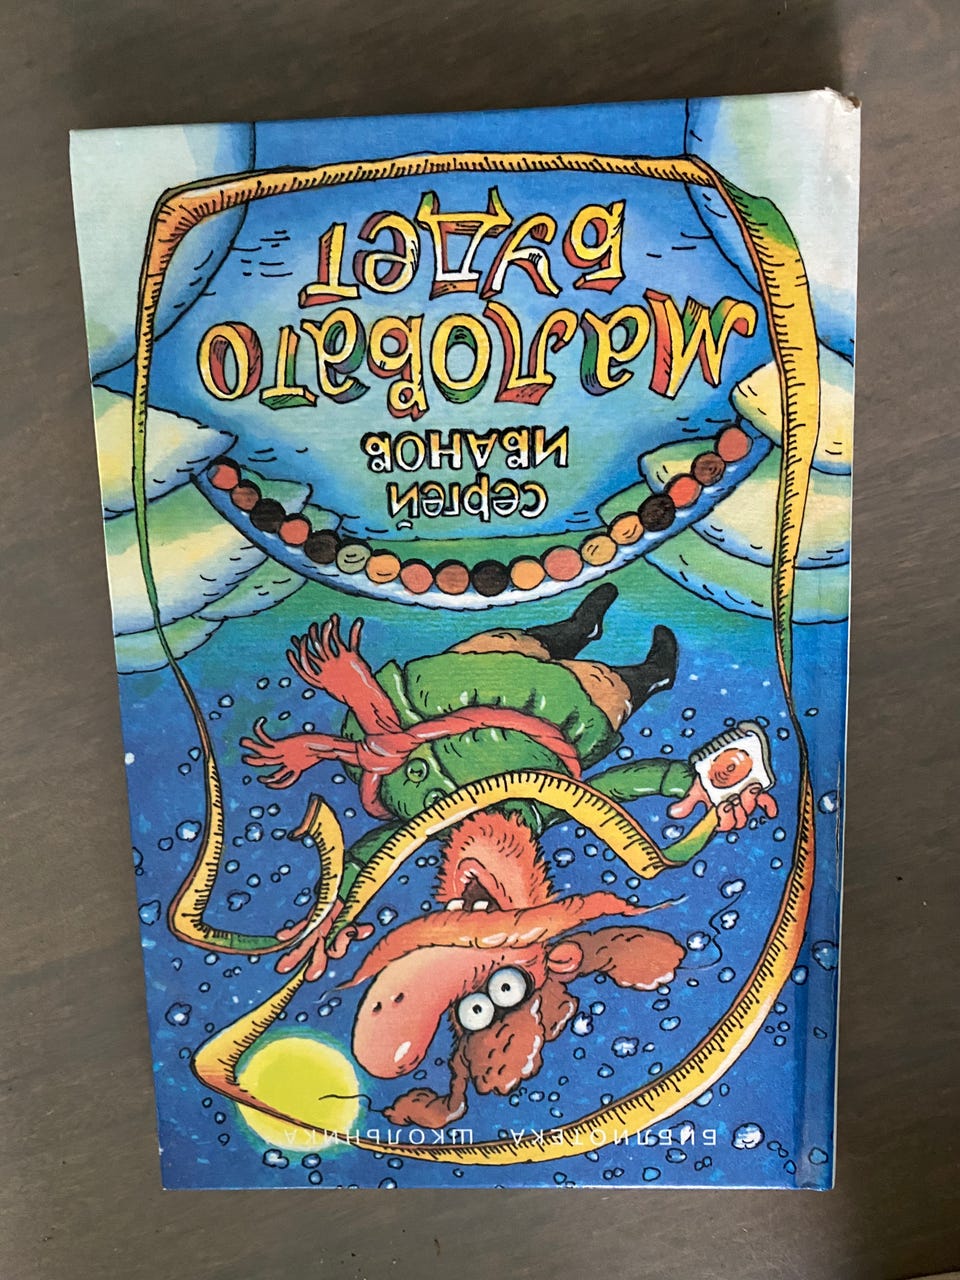 БИБЛИОТЕКА ШКОЛЬНИКА
Сергей
ИВАНОВ
Маловато
Будет